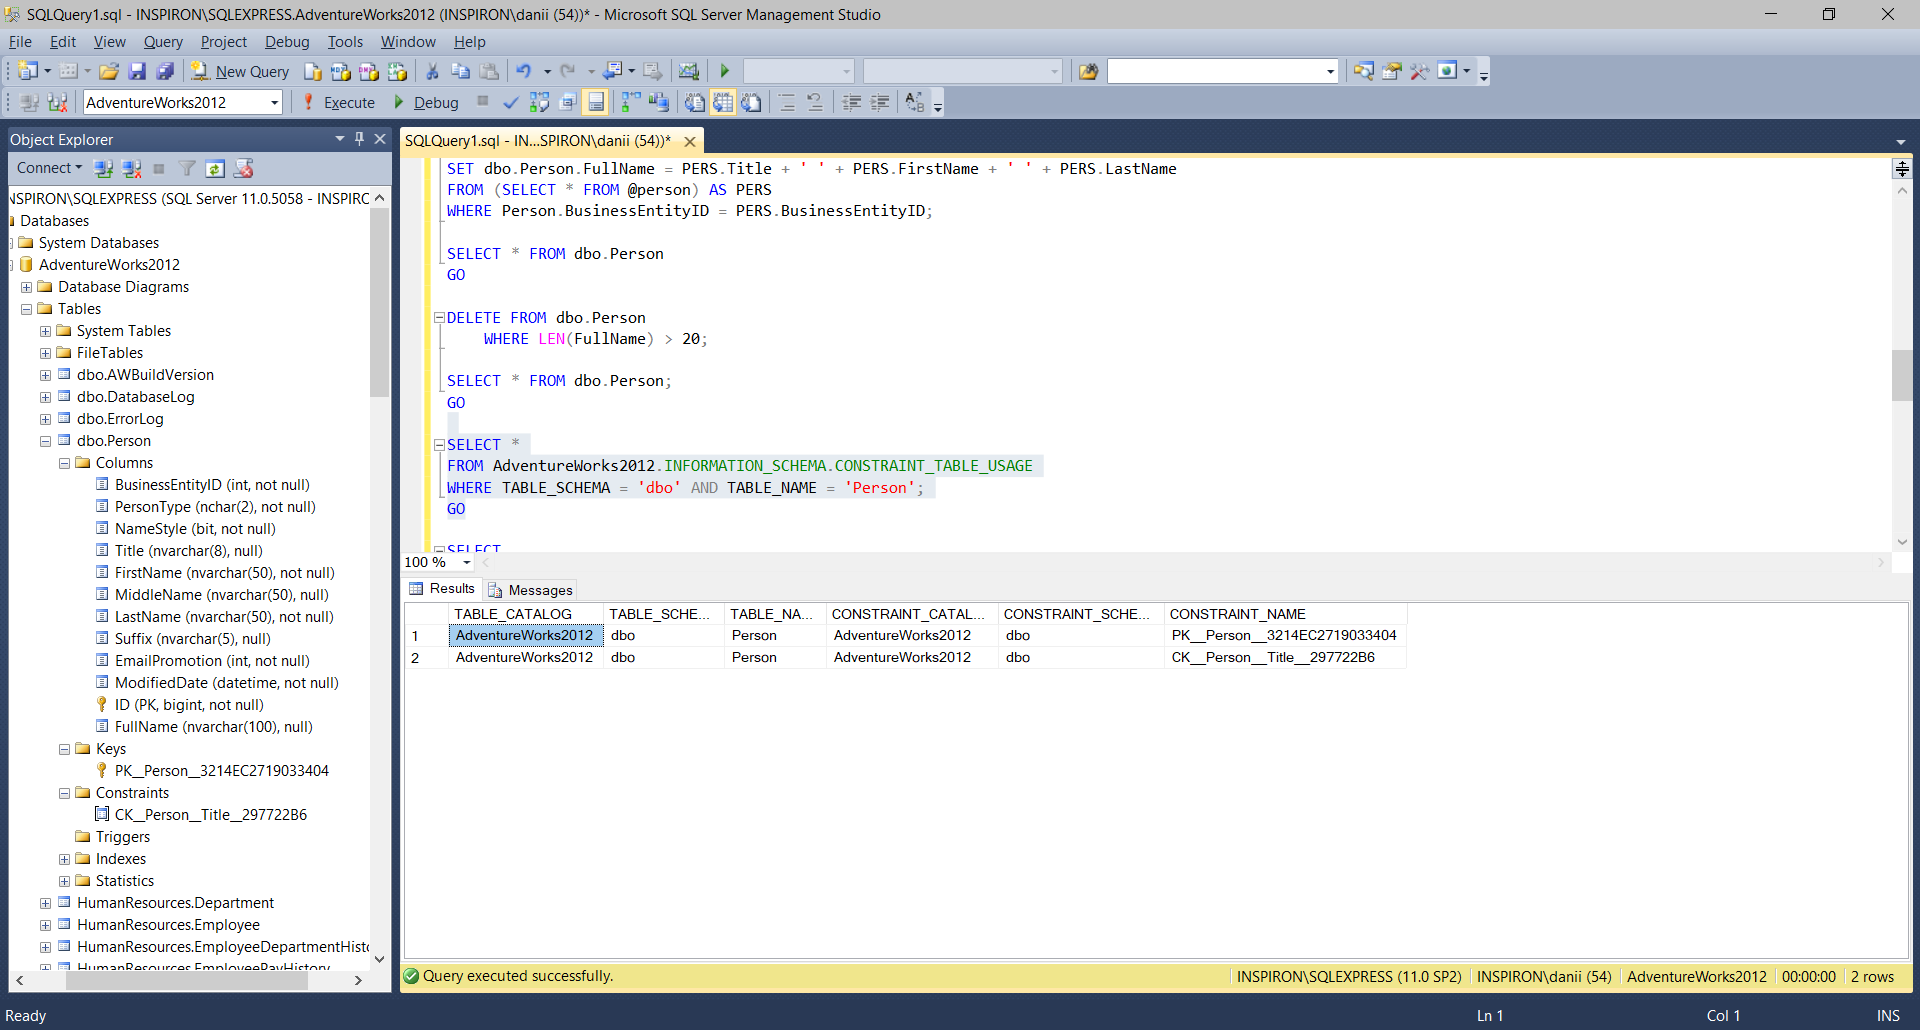 SQLQuery1.sql - INSPIRON\SQLEXPRESS.AdventureWorks2012 (INSPIRON\danii (54))* - Microsoft SQL Server Management Studio
File Edit View Query Project Debug Tools Window Help
New Query
AdventureWorks2012 Execute Debug
Object Explorer
Connect
(SQL Server 11.0.5058 - INSPIRC
Databases
System Databases
AdventureWorks2012
Database Diagrams
Tables
System Tables
FileTables
dbo.AWBuildVersion
dbo.DatabaseLog
dbo.ErrorLog
dbo.Person
Columns
BusinessEntityID (int, not null)
PersonType (nchar(2), not null)
NameStyle (bit, not null)
Title (nvarchar(8), null)
FirstName (nvarchar(50), not null)
MiddleName (nvarchar(50), null)
LastName (nvarchar(50), not null)
Suffix (nvarchar(5), null)
EmailPromotion (int, not null)
ModifiedDate (datetime, not null)
ID (PK, bigint, not null)
FullName (nvarchar(100), null)
Keys
PK__Person__3214EC2719033404
Constraints
CK__Person__Title__297722B6
Triggers
Indexes
Statistics
HumanResources.Department
HumanResources.Employee
HumanResources.EmployeeDepartmentHisto
HumanResources.EmployeePayHistory
SQLQuery1.sql - IN...SPIRON\danii (54))*
SET dbo.Person.FullName = PERS.Title + ' ' + PERS.FirstName + ' ' + PERS.LastName
FROM (SELECT * FROM @person) AS PERS
WHERE Person.BusinessEntityID = PERS.BusinessEntityID;
SELECT * FROM dbo.Person
GO
DELETE FROM dbo.Person
WHERE LEN(FullName) > 20;
SELECT * FROM dbo.Person;
GO
SELECT *
FROM AdventureWorks2012.INFORMATION_SCHEMA.CONSTRAINT_TABLE_USAGE
WHERE TABLE_SCHEMA = 'dbo' AND TABLE_NAME = 'Person';
GO
SELECT
100 %
Results Messages
TABLE_CATALOG TABLE_SCHE... TABLE_NA... CONSTRAINT_CATAL... CONSTRAINT_SCHE... CONSTRAINT_NAME
1 AdventureWorks2012 dbo Person AdventureWorks2012 dbo PK__Person__3214EC2719033404
2 AdventureWorks2012 dbo Person AdventureWorks2012 dbo CK__Person__Title__297722B6
Query executed successfully. INSPIRON\SQLEXPRESS (11.0 SP2) INSPIRON\danii (54) AdventureWorks2012 00:00:00 2 rows
Ready Ln 1 Col 1 INS